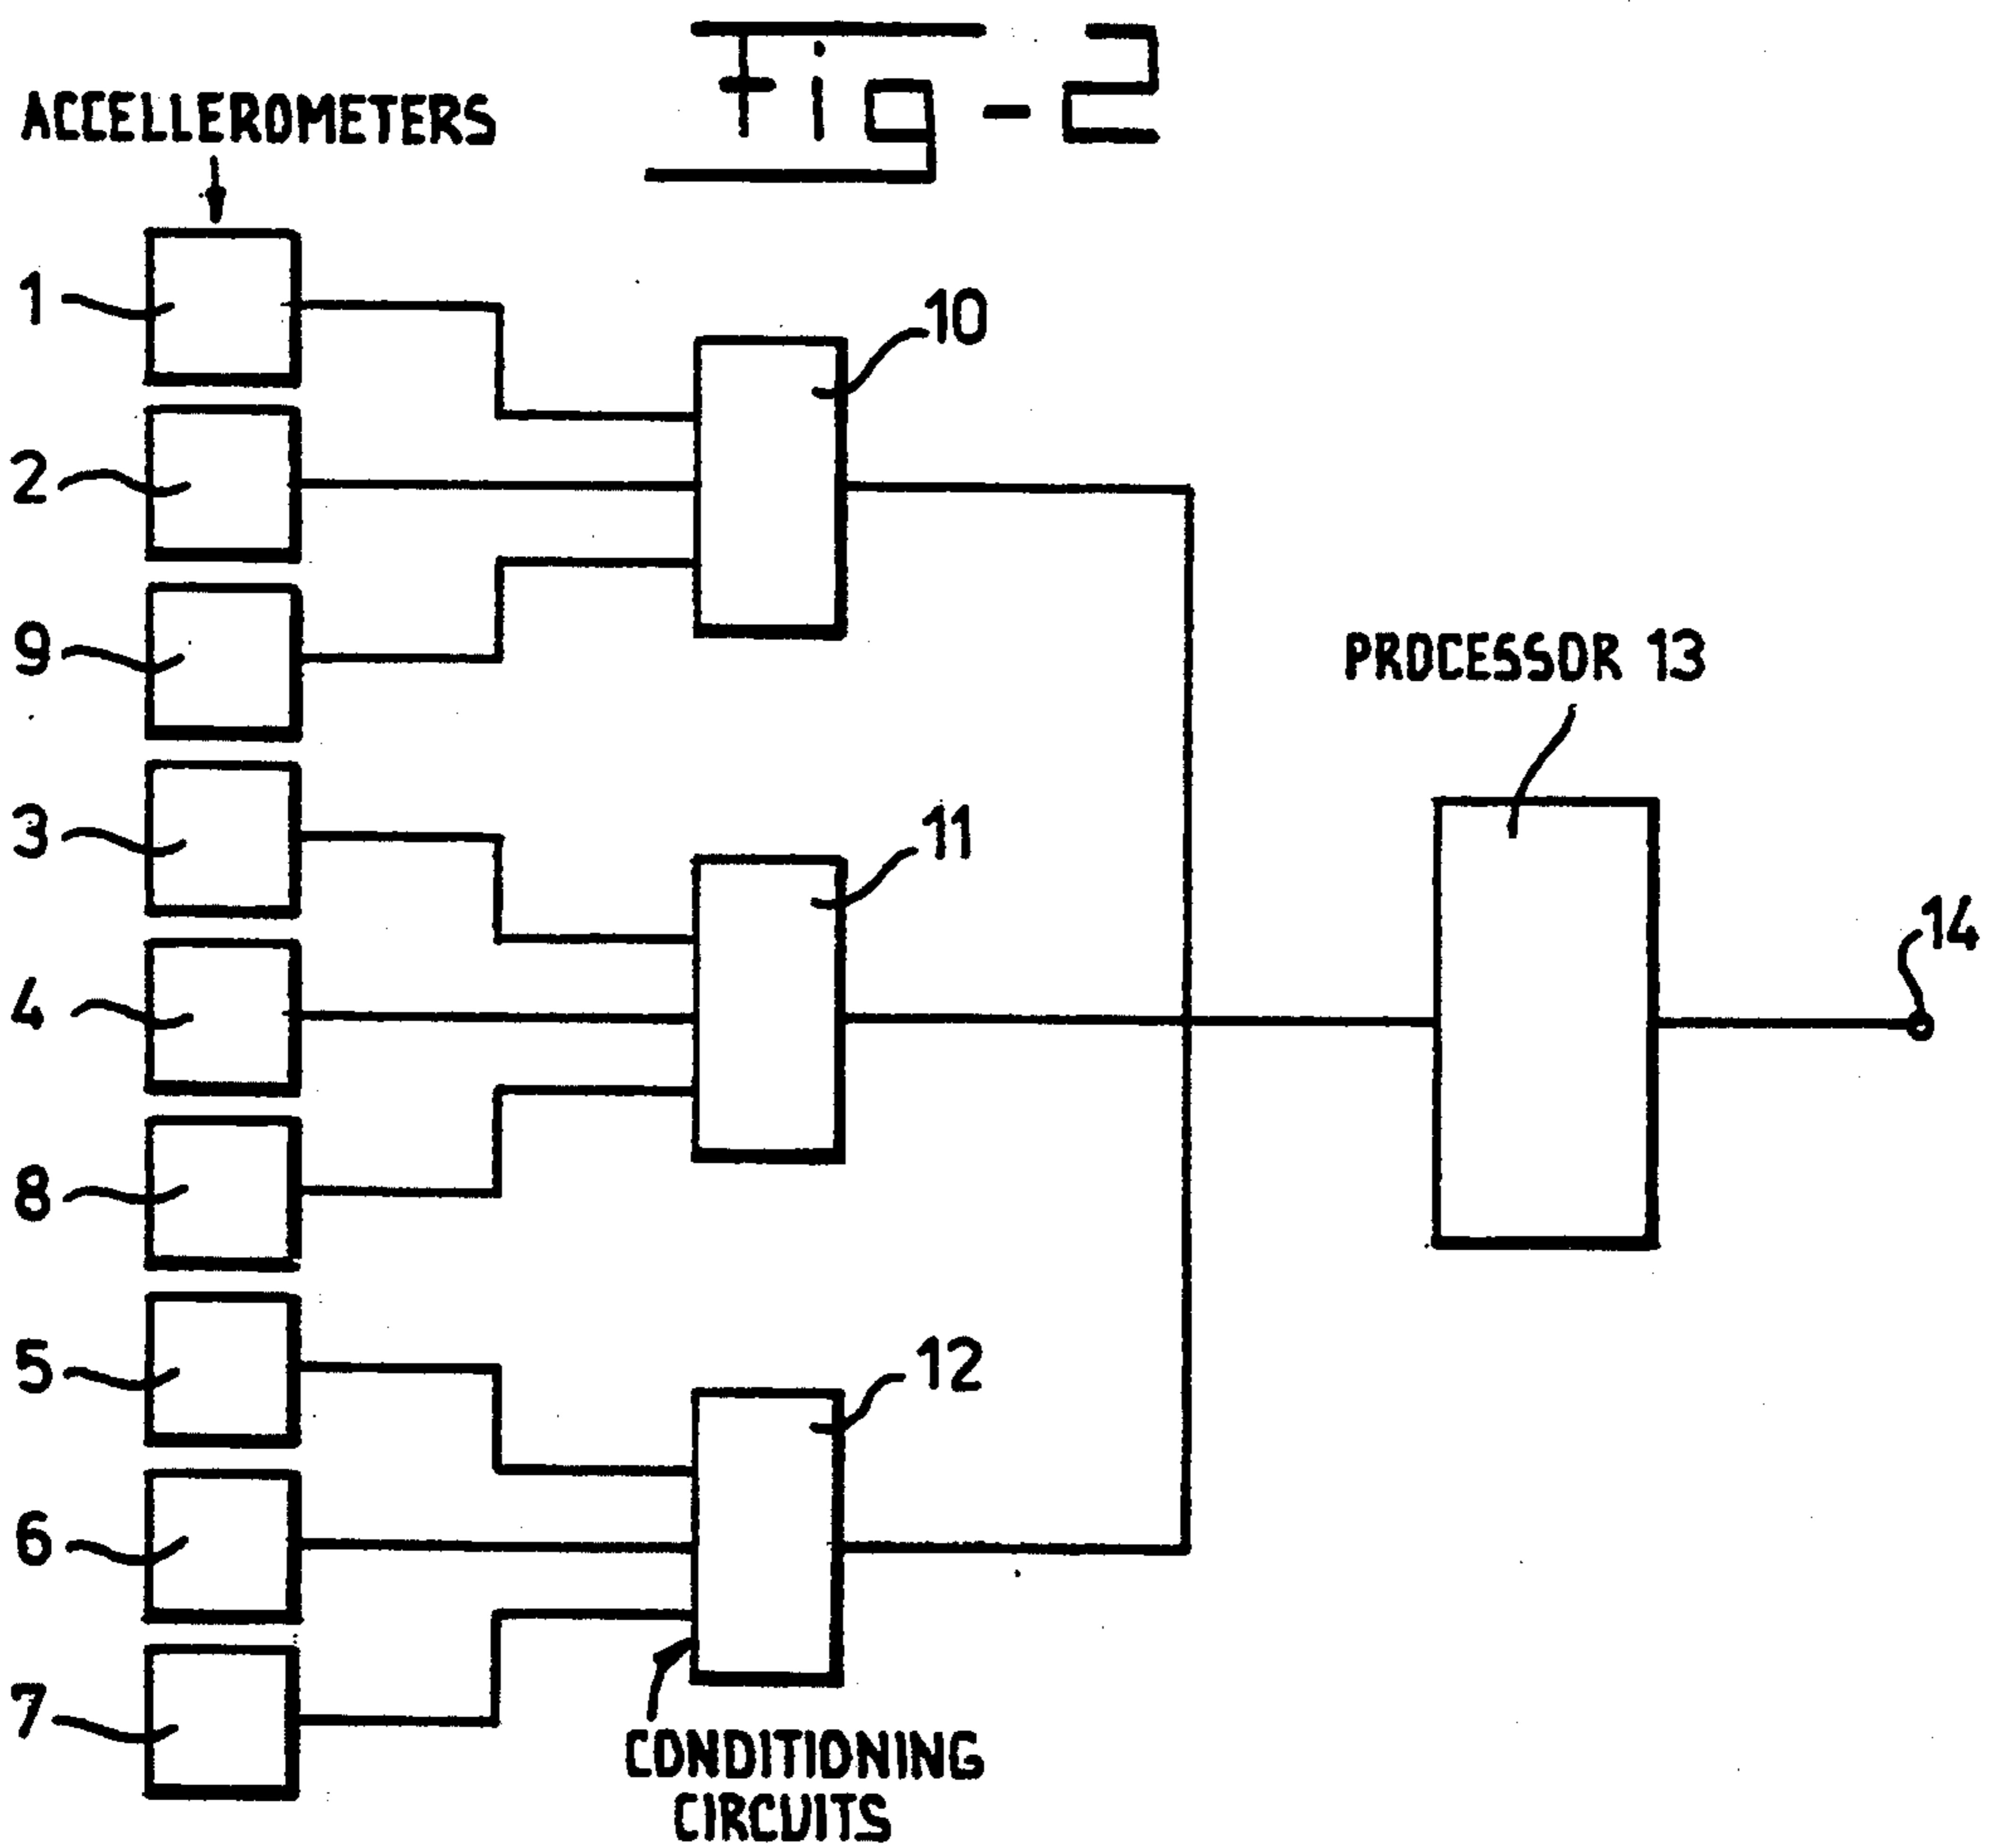 Fig-2
ACCELLEROMETERS
1
10
2
9
PROCESSOR 13
3
11
14
4
8
5
12
6
7
CONDITIONING
CIRCUITS